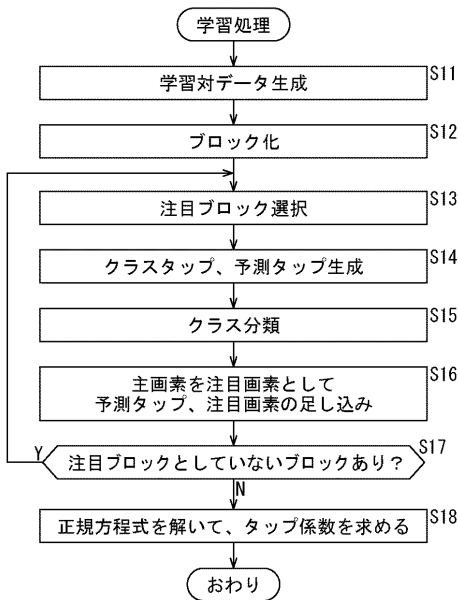 学習処理
学習対データ生成
S11
ブロック化
S12
注目ブロック選択
S13
クラスタップ、予測タップ生成
S14
クラス分類
S15
主画素を注目画素として
予測タップ、注目画素の足し込み
S16
注目ブロックとしていないブロックあり?
S17
Y
N
正規方程式を解いて、タップ係数を求める
S18
おわり